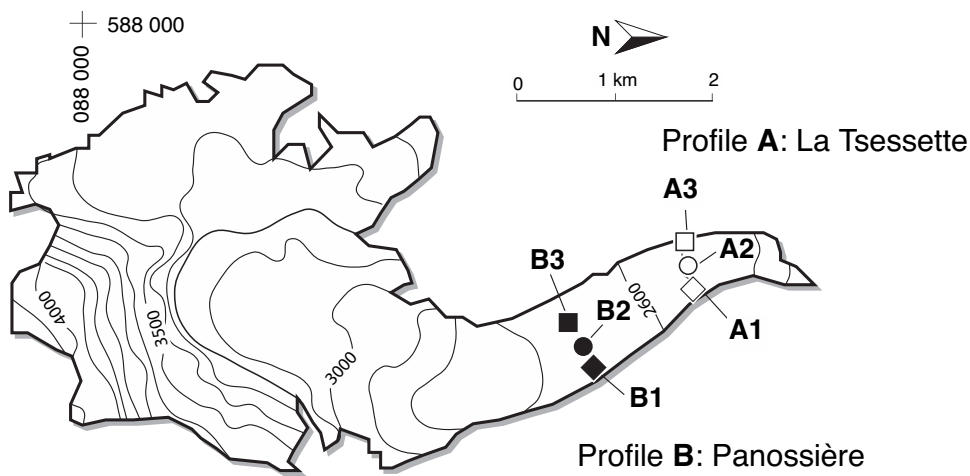 588 000
088 000
N
0 1 km 2
Profile A: La Tsessette
A3
A2
A1
B3
B2
B1
2600
4000
3500
3000
Profile B: Panossière